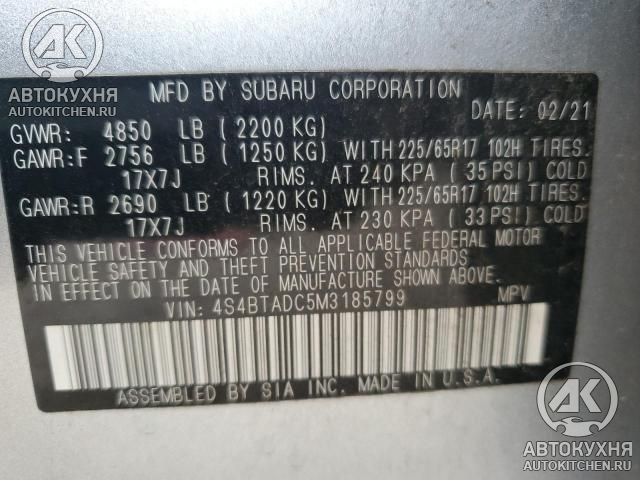 AK
АВТОКУХНЯ
AUTOKITCHEN.RU
MFD BY SUBARU CORPORATION
DATE: 02/21
GVWR: 4850 LB (2200 KG)
GAWR:F 2756 LB (1250 KG) WITH 225/65R17 102H TIRES.
17X7J RIMS. AT 240 KPA (35 PSI) COLD
GAWR:R 2690 LB (1220 KG) WITH 225/65R17 102H TIRES.
17X7J RIMS. AT 230 KPA (33 PSI) COLD
THIS VEHICLE CONFORMS TO ALL APPLICABLE FEDERAL MOTOR
VEHICLE SAFETY AND THEFT PREVENTION STANDARDS
IN EFFECT ON THE DATE OF MANUFACTURE SHOWN ABOVE.
VIN: 4S4BTADC5M3185799 MPV
ASSEMBLED BY SIA INC. MADE IN U.S.A.
AK
АВТОКУХНЯ
AUTOKITCHEN.RU